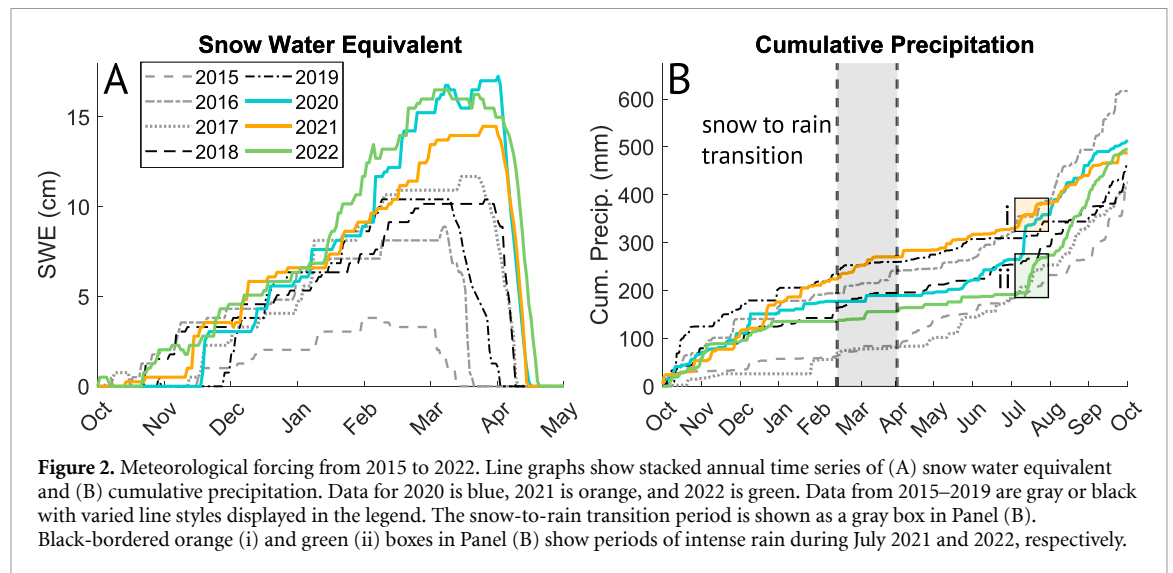 Snow Water Equivalent
A
2015
2016
2017
2018
2019
2020
2021
2022
SWE (cm)
15
10
5
0
Oct
Nov
Dec
Jan
Feb
Mar
Apr
May
Cumulative Precipitation
B
snow to rain
transition
i
ii
Cum. Precip. (mm)
600
500
400
300
200
100
0
Oct
Nov
Dec
Jan
Feb
Mar
Apr
May
Jun
Jul
Aug
Sep
Oct
Figure 2. Meteorological forcing from 2015 to 2022. Line graphs show stacked annual time series of (A) snow water equivalent
and (B) cumulative precipitation. Data for 2020 is blue, 2021 is orange, and 2022 is green. Data from 2015–2019 are gray or black
with varied line styles displayed in the legend. The snow-to-rain transition period is shown as a gray box in Panel (B).
Black-bordered orange (i) and green (ii) boxes in Panel (B) show periods of intense rain during July 2021 and 2022, respectively.